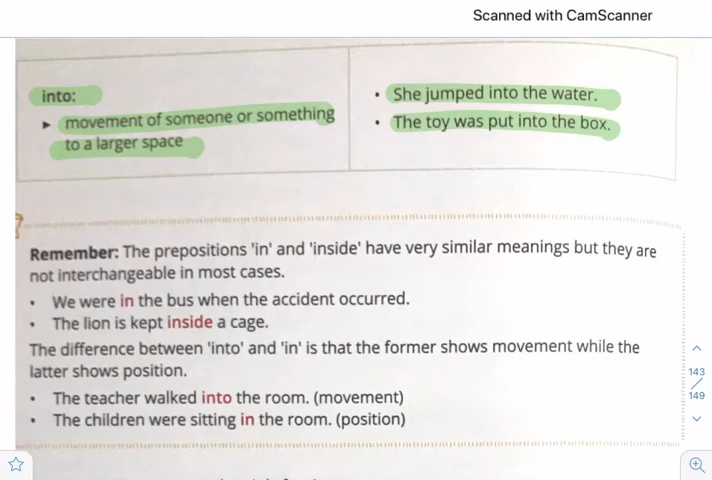 Scanned with CamScanner
into:
► movement of someone or something
to a larger space
• She jumped into the water.
• The toy was put into the box.
Remember: The prepositions 'in' and 'inside' have very similar meanings but they are
not interchangeable in most cases.
• We were in the bus when the accident occurred.
• The lion is kept inside a cage.
The difference between 'into' and 'in' is that the former shows movement while the
latter shows position.
• The teacher walked into the room. (movement)
• The children were sitting in the room. (position)
143
149